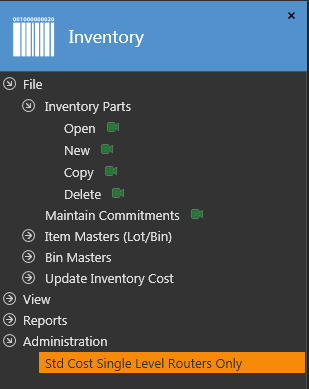 001000000020
Inventory
File
Inventory Parts
Open
New
Copy
Delete
Maintain Commitments
Item Masters (Lot/Bin)
Bin Masters
Update Inventory Cost
View
Reports
Administration
Std Cost Single Level Routers Only